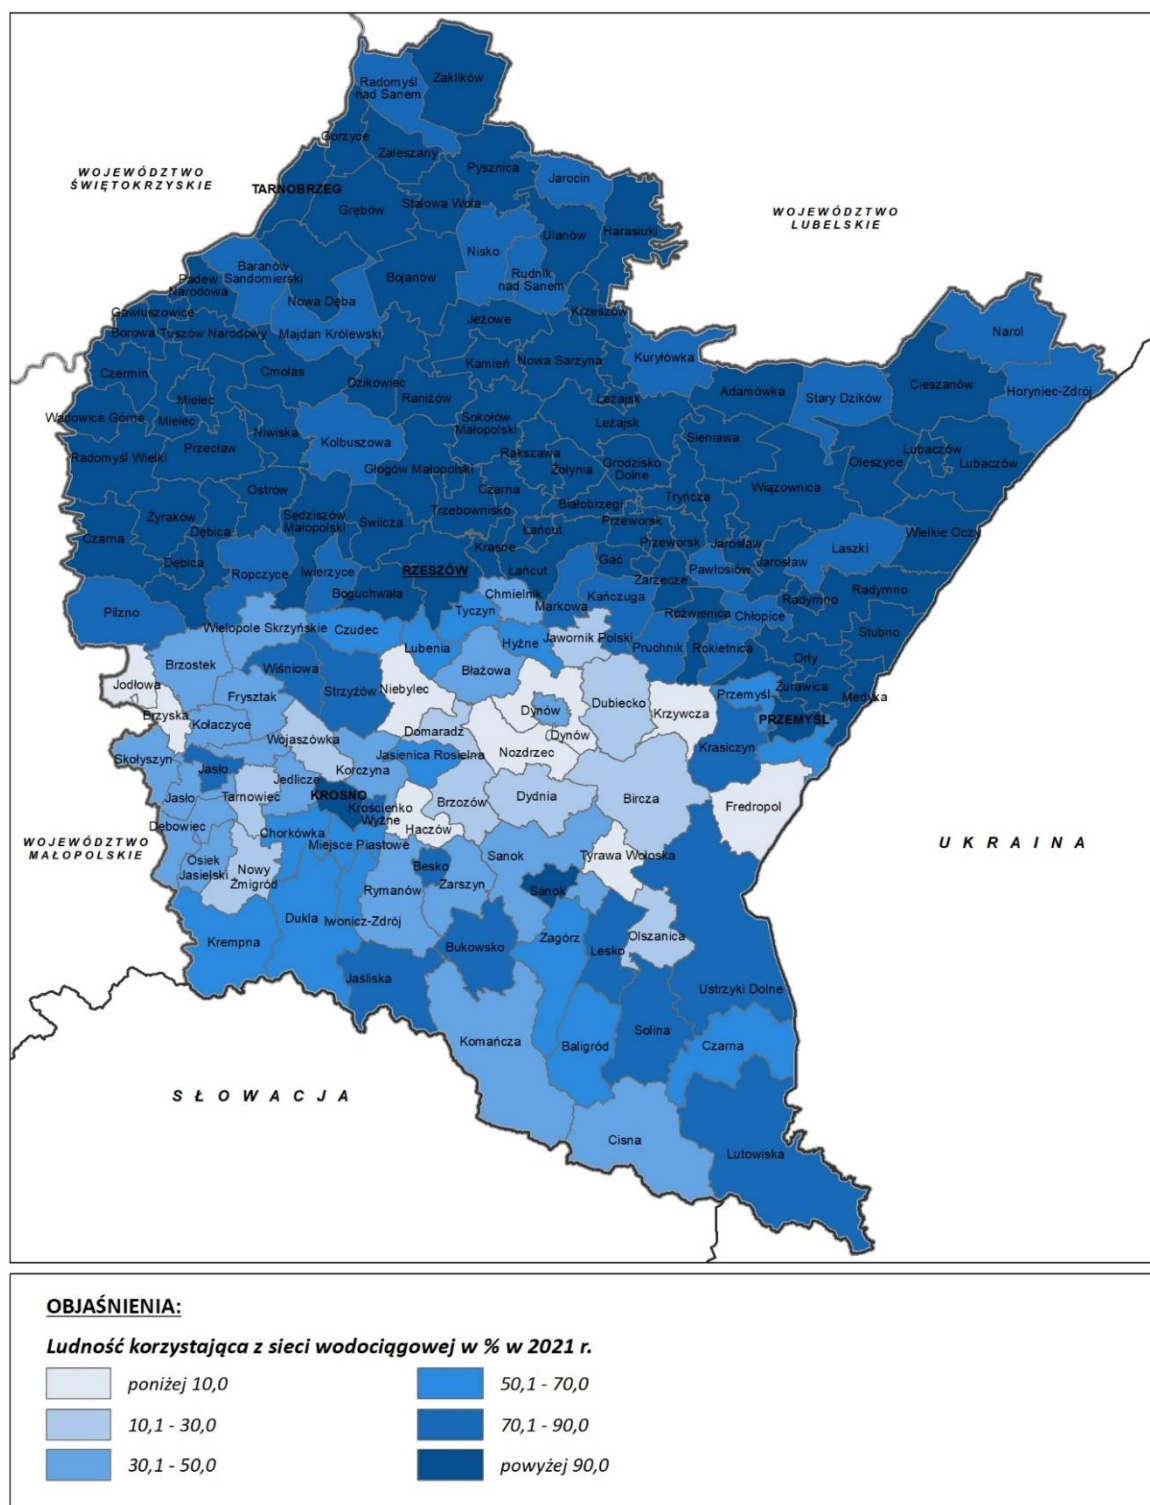 Zaklików
Radomyśl
nad Sanem
Gorzyce
Zaleszany
Pysznica
Jarocin
WOJEWÓDZTWO
ŚWIĘTOKRZYSKIE
TARNOBRZEG
Grębów
Stalowa Wola
WOJEWÓDZTWO
LUBELSKIE
Ulanów
Harasiuki
Nisko
Baranów
Sandomierski
Bojanów
Rudnik
nad Sanem
Padew
Narodowa
Nowa Dęba
Gawłuszowice
Krzeszów
Jeżowe
Borowa
Tuszów Narodowy
Majdan Królewski
Narol
Kuryłówka
Kamień
Nowa Sarzyna
Czermin
Cmolas
Dzikowiec
Cieszanów
Adamówka
Stary Dzików
Horyniec-Zdrój
Mielec
Raniżów
Leżajsk
Wadowice Górne
Mielec
Sokołów
Małopolski
Leżajsk
Niwiska
Kolbuszowa
Sieniawa
Przecław
Radomyśl Wielki
Rakszawa
Lubaczów
Oleszyce
Lubaczów
Głogów Małopolski
Żołynia
Grodzisko
Dolne
Ostrów
Czarna
Wiązownica
Tryńcza
Białobrzegi
Trzebownisko
Sędziszów
Małopolski
Świlcza
Żyraków
Dębica
Przeworsk
Łańcut
Czarna
Krasne
Przeworsk
Jarosław
Wielkie Oczy
Laszki
Dębica
Gać
Jarosław
RZESZÓW
Łańcut
Pawłosiów
Ropczyce
Iwierzyce
Zarzecze
Boguchwała
Chmielnik
Kańczuga
Radymno
Radymno
Pilzno
Tyczyn
Markowa
Roźwienica
Chłopice
Wielopole Skrzyńskie
Czudec
Stubno
Lubenia
Hyżne
Jawornik Polski
Pruchnik
Rokietnica
Orły
Brzostek
Wiśniowa
Błażowa
Jodłowa
Frysztak
Strzyżów
Niebylec
Dubiecko
Przemyśl
Żurawica
Medyka
Brzyska
Kołaczyce
Dynów
Krzywcza
PRZEMYŚL
Domaradz
Dynów
Wojaszówka
Krasiczyn
Skołyszyn
Jasienica Rosielna
Nozdrzec
Jasło
Korczyna
Jedlicze
Jasło
Tarnowiec
KROSNO
Brzozów
Dydnia
Bircza
Fredropol
Krościenko
Wyżne
Dębowiec
Chorkówka
Haczów
WOJEWÓDZTWO
MAŁOPOLSKIE
Miejsce Piastowe
UKRAINA
Osiek
Jasielski
Nowy
Żmigród
Besko
Sanok
Tyrawa Wołoska
Rymanów
Zarszyn
Sanok
Dukla
Iwonicz-Zdrój
Krempna
Bukowsko
Zagórz
Lesko
Olszanica
Jaśliska
Ustrzyki Dolne
Komańcza
Solina
Baligród
Czarna
SŁOWACJA
Cisna
Lutowiska
OBJAŚNIENIA:
Ludność korzystająca z sieci wodociągowej w % w 2021 r.
poniżej 10,0
50,1 - 70,0
10,1 - 30,0
70,1 - 90,0
30,1 - 50,0
powyżej 90,0